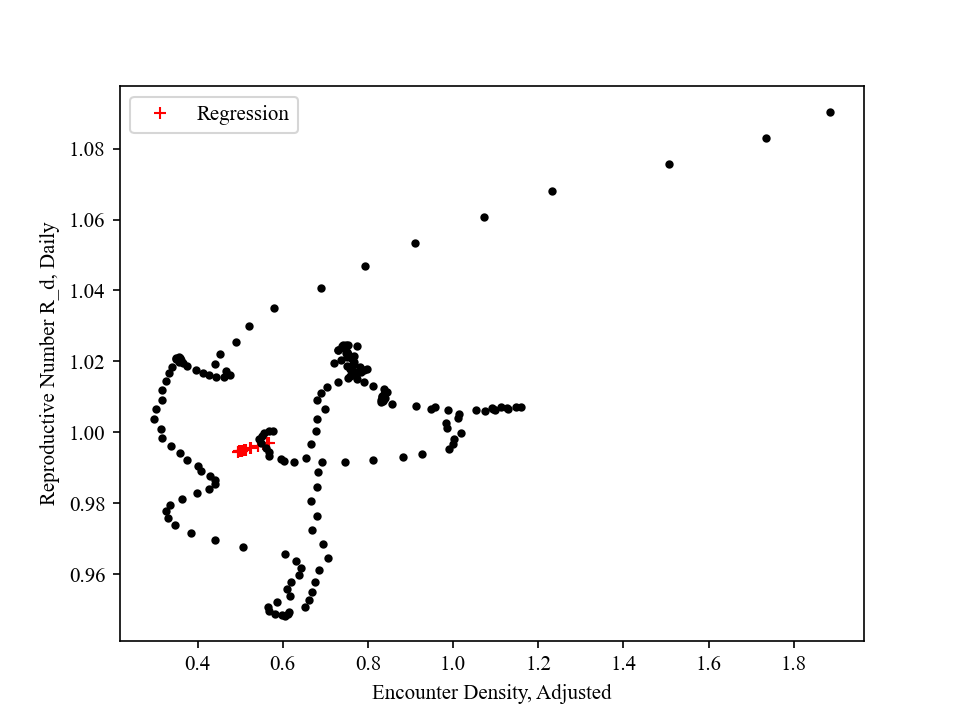 Regression
1.08
1.06
1.04
1.02
1.00
0.98
0.96
Reproductive Number R_d, Daily
0.4 0.6 0.8 1.0 1.2 1.4 1.6 1.8
Encounter Density, Adjusted